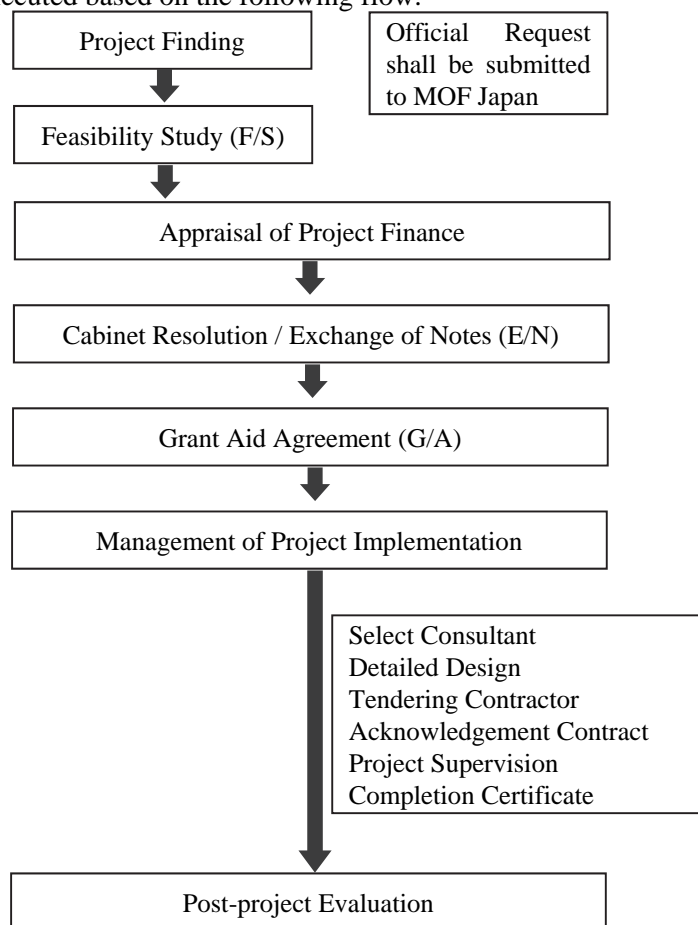 ecuted based on the following flow.
Project Finding
Official Request
shall be submitted
to MOF Japan
Feasibility Study (F/S)
Appraisal of Project Finance
Cabinet Resolution / Exchange of Notes (E/N)
Grant Aid Agreement (G/A)
Management of Project Implementation
Select Consultant
Detailed Design
Tendering Contractor
Acknowledgement Contract
Project Supervision
Completion Certificate
Post-project Evaluation